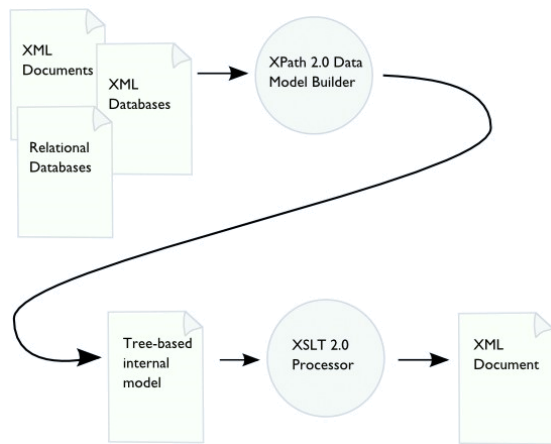 XML
Documents
XML
Databases
Relational
Databases
XPath 2.0 Data
Model Builder
Tree-based
internal
model
XSLT 2.0
Processor
XML
Document